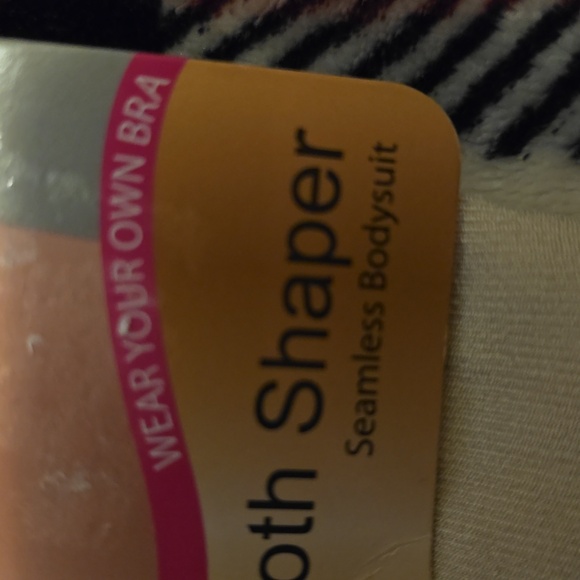 WEAR YOUR OWN BRA
oth Shaper
Seamless Bodysuit